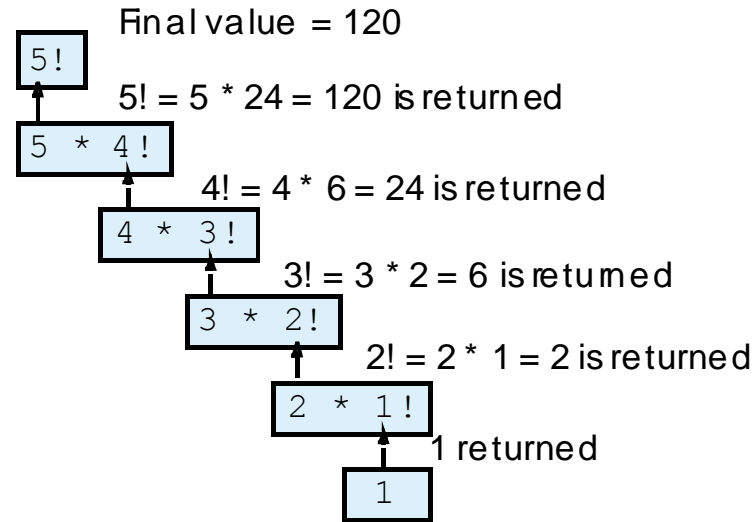 Final value = 120
5!
5! = 5 * 24 = 120 is returned
5 * 4!
4! = 4 * 6 = 24 is returned
4 * 3!
3! = 3 * 2 = 6 is returned
3 * 2!
2! = 2 * 1 = 2 is returned
2 * 1!
1 returned
1